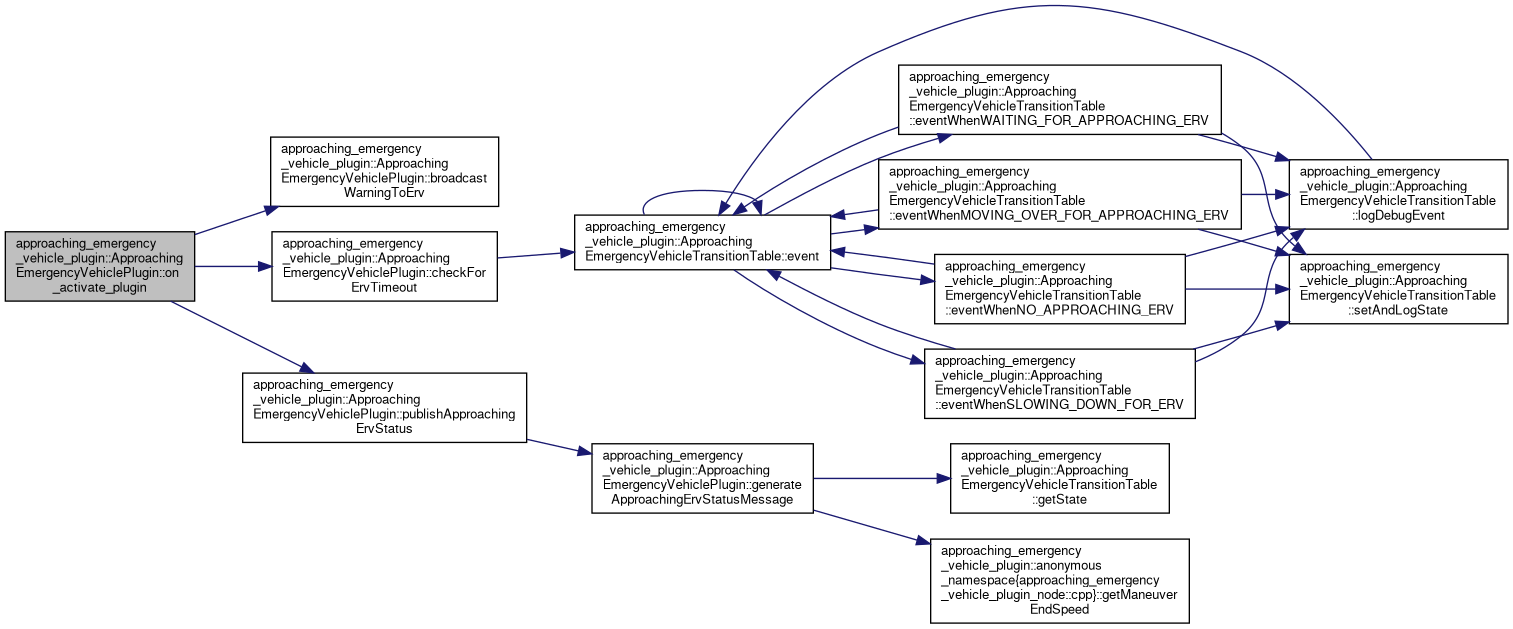 approaching_emergency
_vehicle_plugin::Approaching
EmergencyVehiclePlugin::on
_activate_plugin
approaching_emergency
_vehicle_plugin::Approaching
EmergencyVehiclePlugin::broadcast
WarningToErv
approaching_emergency
_vehicle_plugin::Approaching
EmergencyVehiclePlugin::checkFor
ErvTimeout
approaching_emergency
_vehicle_plugin::Approaching
EmergencyVehiclePlugin::publishApproaching
ErvStatus
approaching_emergency
_vehicle_plugin::Approaching
EmergencyVehicleTransitionTable::event
approaching_emergency
_vehicle_plugin::Approaching
EmergencyVehiclePlugin::generate
ApproachingErvStatusMessage
approaching_emergency
_vehicle_plugin::Approaching
EmergencyVehicleTransitionTable
::eventWhenWAITING_FOR_APPROACHING_ERV
approaching_emergency
_vehicle_plugin::Approaching
EmergencyVehicleTransitionTable
::eventWhenMOVING_OVER_FOR_APPROACHING_ERV
approaching_emergency
_vehicle_plugin::Approaching
EmergencyVehicleTransitionTable
::eventWhenNO_APPROACHING_ERV
approaching_emergency
_vehicle_plugin::Approaching
EmergencyVehicleTransitionTable
::eventWhenSLOWING_DOWN_FOR_ERV
approaching_emergency
_vehicle_plugin::Approaching
EmergencyVehicleTransitionTable
::getState
approaching_emergency
_vehicle_plugin::anonymous
_namespace{approaching_emergency
_vehicle_plugin_node::cpp}::getManeuver
EndSpeed
approaching_emergency
_vehicle_plugin::Approaching
EmergencyVehicleTransitionTable
::logDebugEvent
approaching_emergency
_vehicle_plugin::Approaching
EmergencyVehicleTransitionTable
::setAndLogState